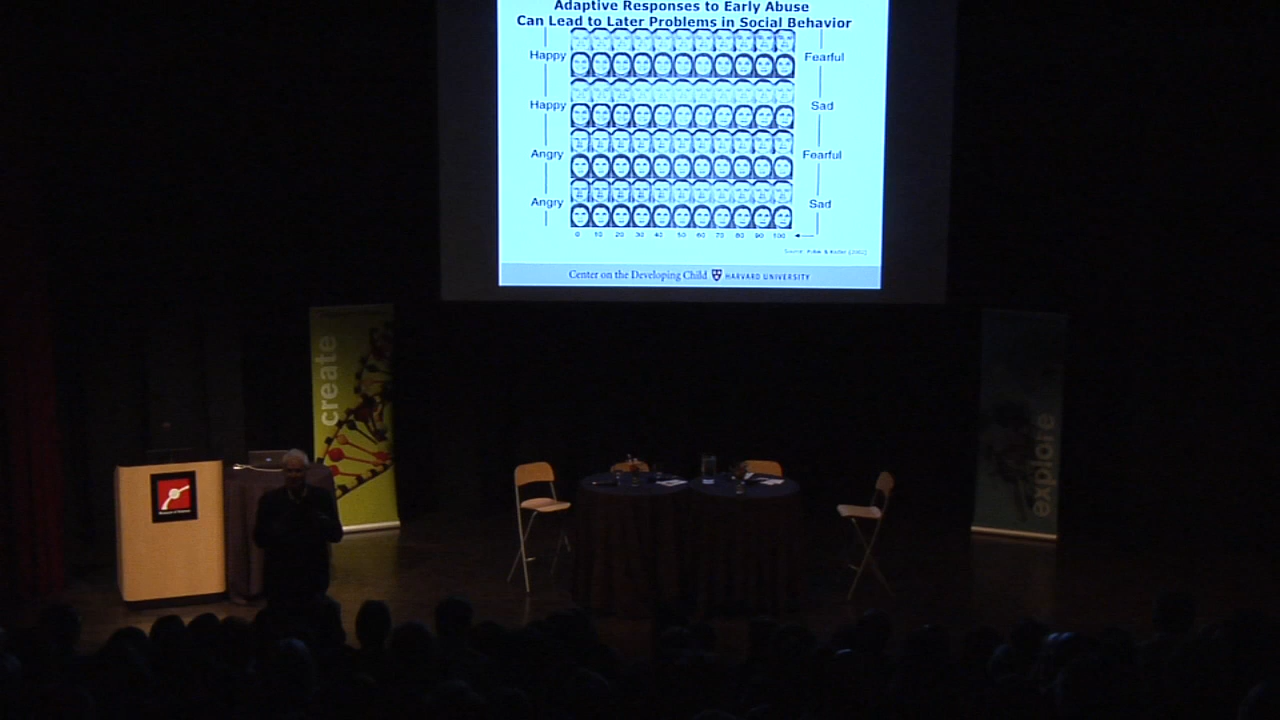 Adaptive Responses to Early Abuse
Can Lead to Later Problems in Social Behavior
Happy
Fearful
Happy
Sad
Angry
Fearful
Angry
Sad
0 10 20 30 40 50 60 70 80 90 100
Center on the Developing Child HARVARD UNIVERSITY
create
explore